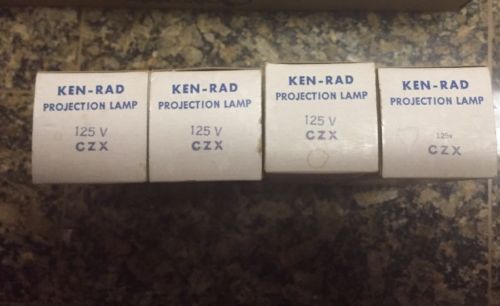 KEN-RAD
PROJECTION LAMP
125 V
CZX
KEN-RAD
PROJECTION LAMP
125 V
CZX
KEN-RAD
PROJECTION LAMP
125 V
CZX
KEN-RAD
PROJECTION LAMP
125v
CZX